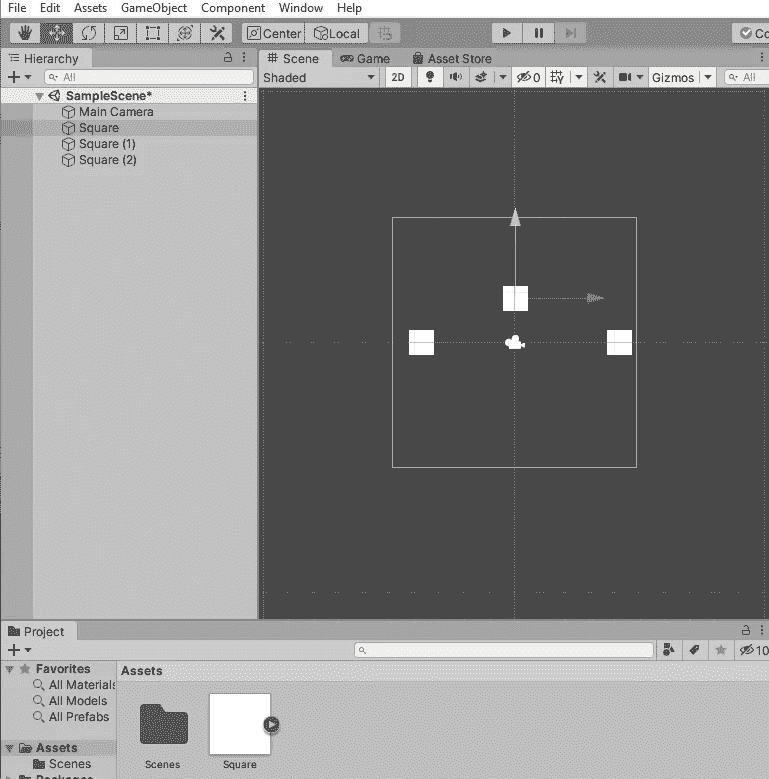 File Edit Assets GameObject Component Window Help
Center Local Co
Hierarchy Scene Game Asset Store
All Shaded 2D 0 Gizmos All
SampleScene*
Main Camera
Square
Square (1)
Square (2)
Project
10
Favorites Assets
All Materials
All Models
All Prefabs
Assets
Scenes Scenes Square
Packages